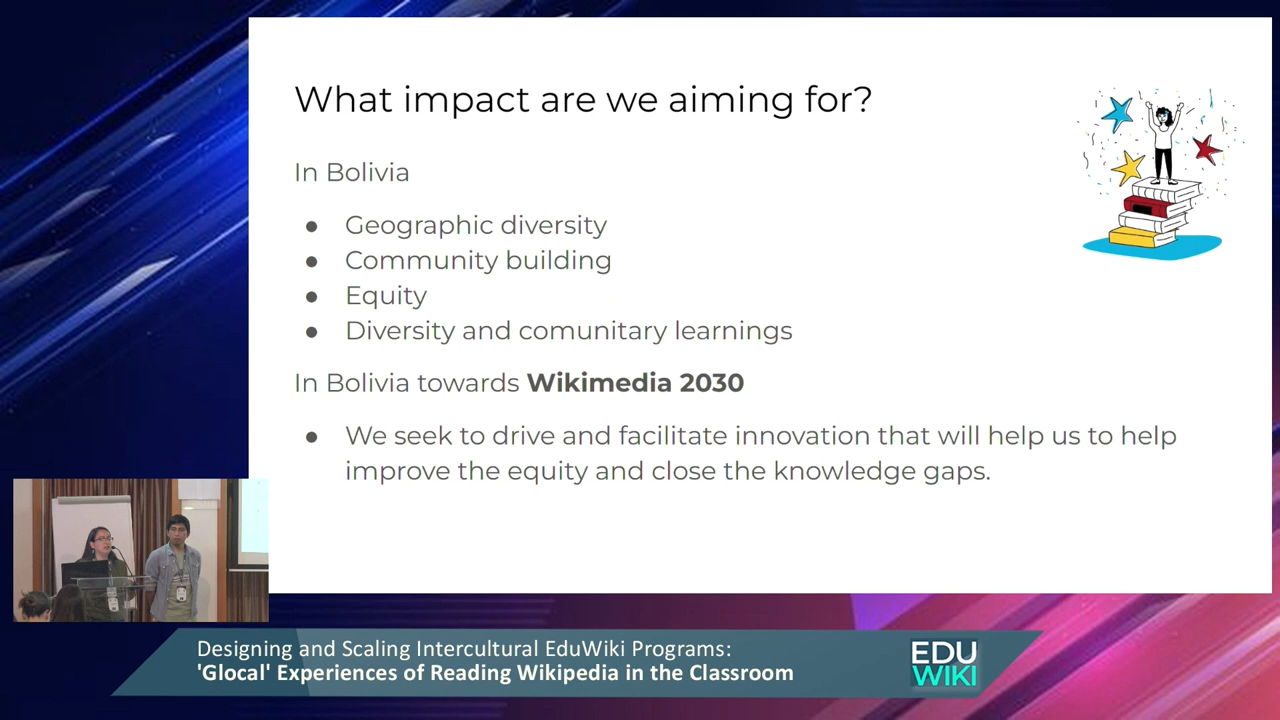 What impact are we aiming for?
In Bolivia
● Geographic diversity
● Community building
● Equity
● Diversity and comunitary learnings
In Bolivia towards Wikimedia 2030
● We seek to drive and facilitate innovation that will help us to help
improve the equity and close the knowledge gaps.
Designing and Scaling Intercultural EduWiki Programs:
'Glocal' Experiences of Reading Wikipedia in the Classroom
EDU
WIKI